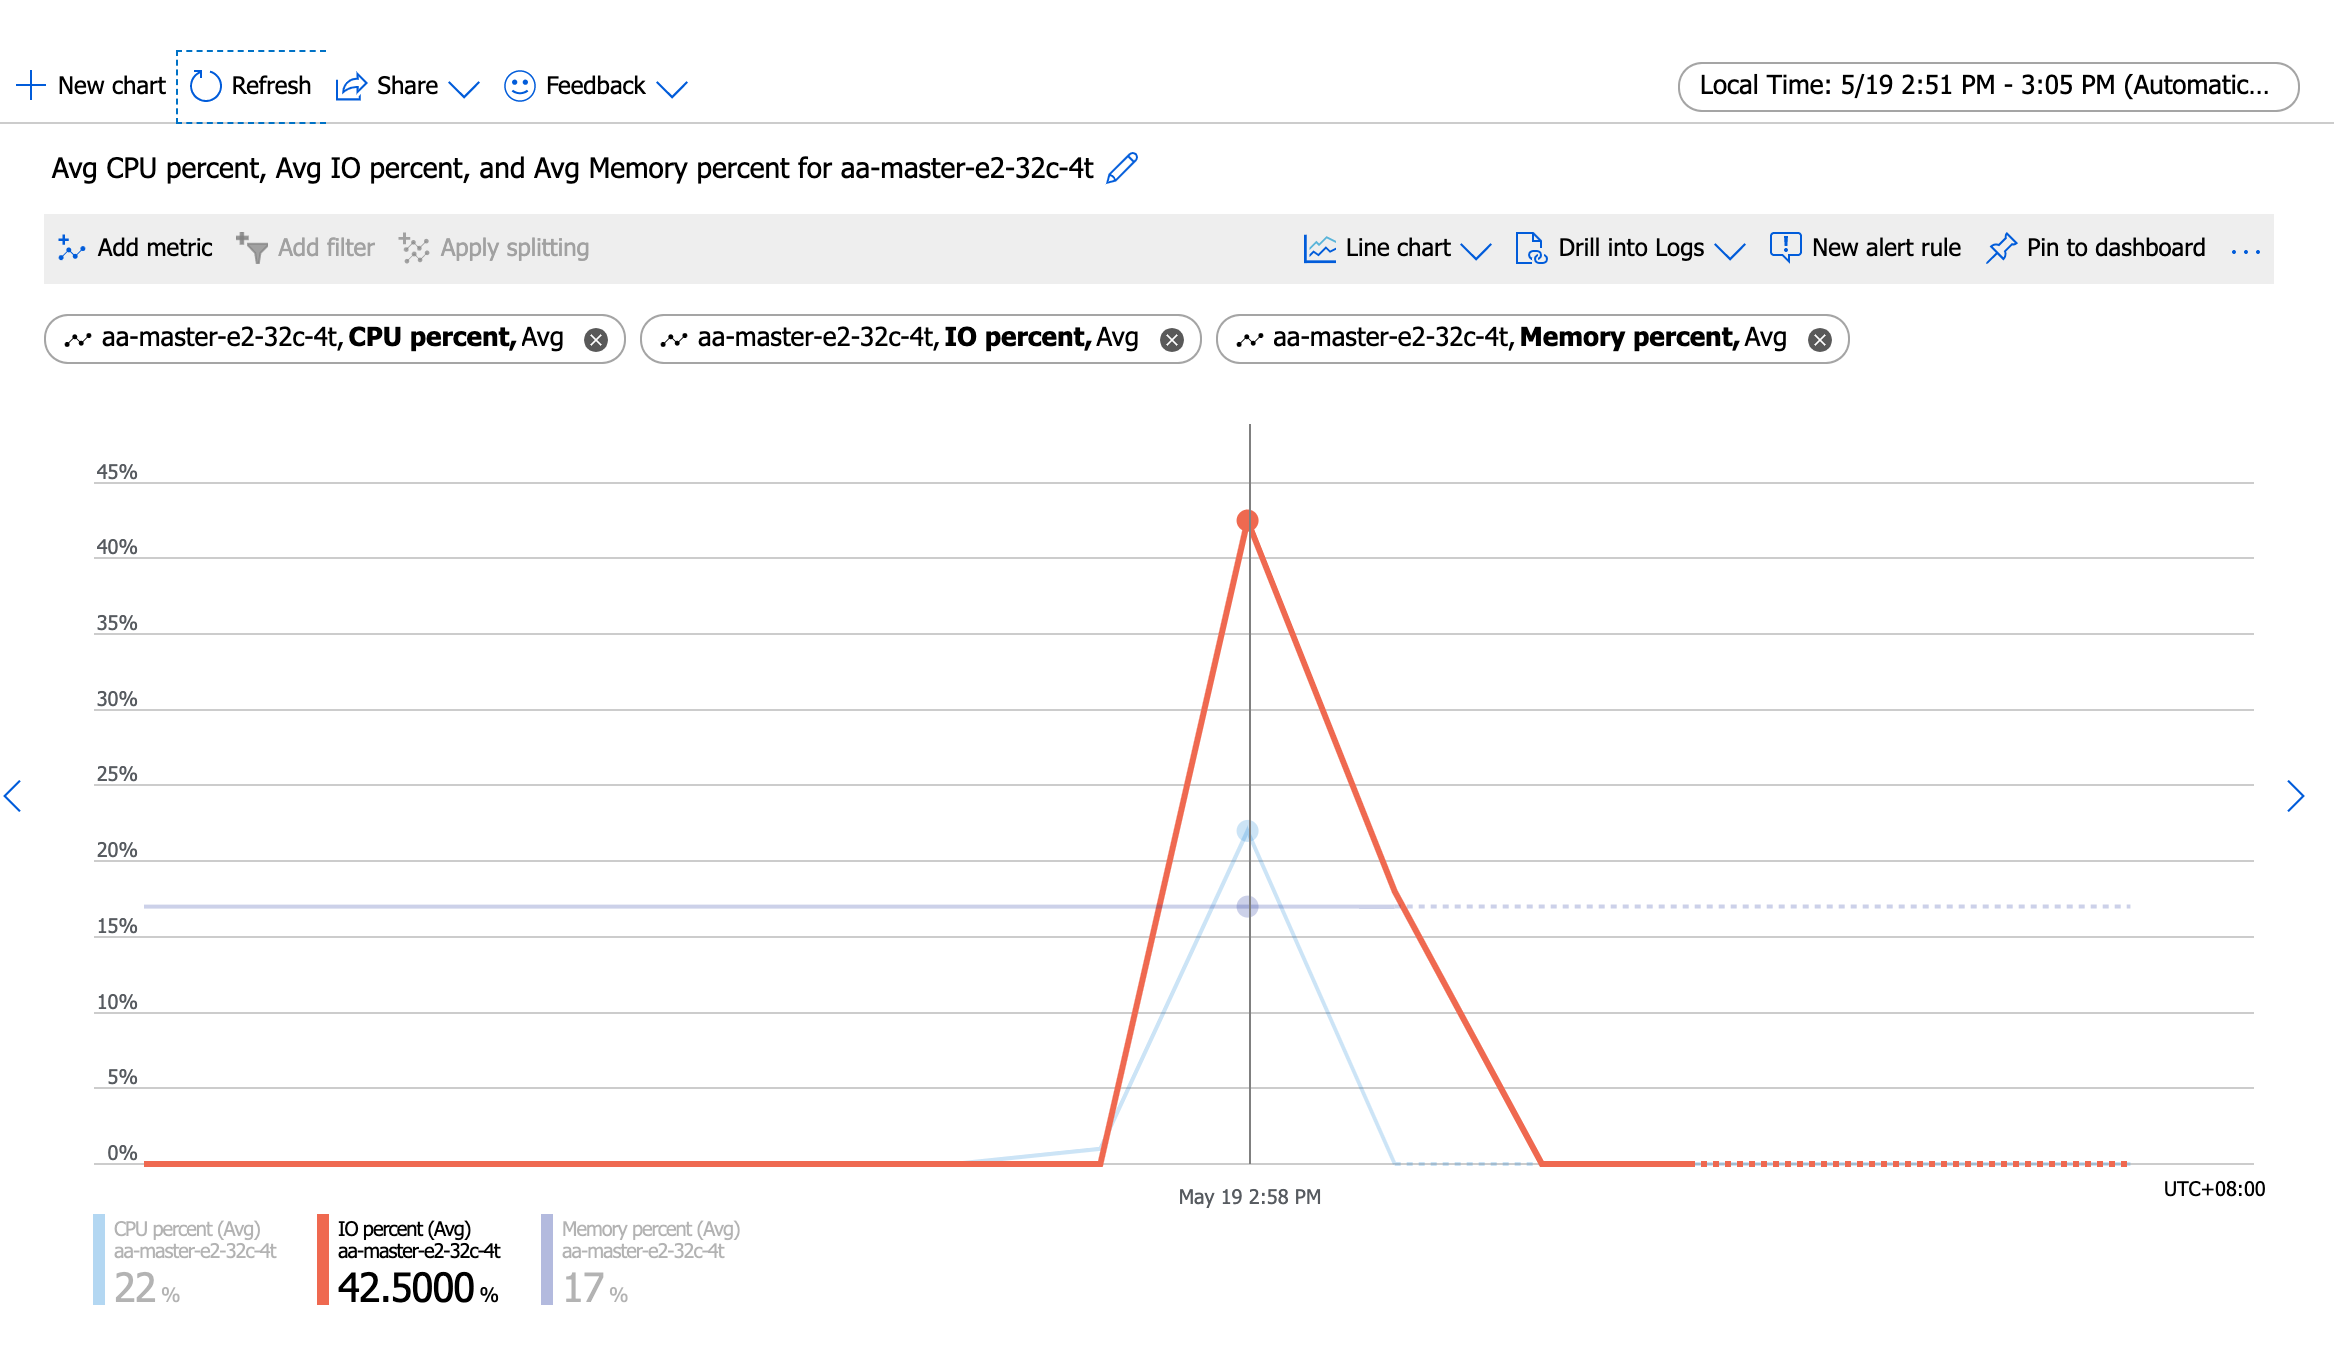 New chart Refresh Share Feedback Local Time: 5/19 2:51 PM - 3:05 PM (Automatic...
Avg CPU percent, Avg IO percent, and Avg Memory percent for aa-master-e2-32c-4t
Add metric Add filter Apply splitting Line chart Drill into Logs New alert rule Pin to dashboard ...
aa-master-e2-32c-4t, CPU percent, Avg aa-master-e2-32c-4t, IO percent, Avg aa-master-e2-32c-4t, Memory percent, Avg
45%
40%
35%
30%
25%
20%
15%
10%
5%
0%
May 19 2:58 PM
UTC+08:00
CPU percent (Avg) IO percent (Avg) Memory percent (Avg)
aa-master-e2-32c-4t aa-master-e2-32c-4t aa-master-e2-32c-4t
22 % 42.5000 % 17 %